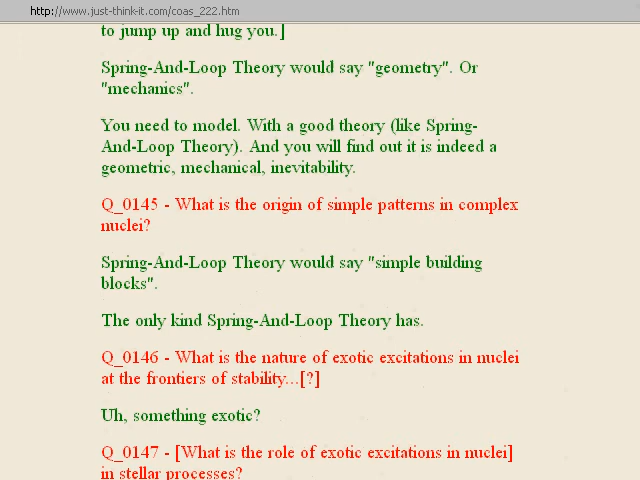 http://www.just-think-it.com/coas_222.htm
to jump up and hug you.]
Spring-And-Loop Theory would say "geometry". Or
"mechanics".
You need to model. With a good theory (like Spring-
And-Loop Theory). And you will find out it is indeed a
geometric, mechanical, inevitability.
Q_0145 - What is the origin of simple patterns in complex
nuclei?
Spring-And-Loop Theory would say "simple building
blocks".
The only kind Spring-And-Loop Theory has.
Q_0146 - What is the nature of exotic excitations in nuclei
at the frontiers of stability...[?]
Uh, something exotic?
Q_0147 - [What is the role of exotic excitations in nuclei]
in stellar processes?